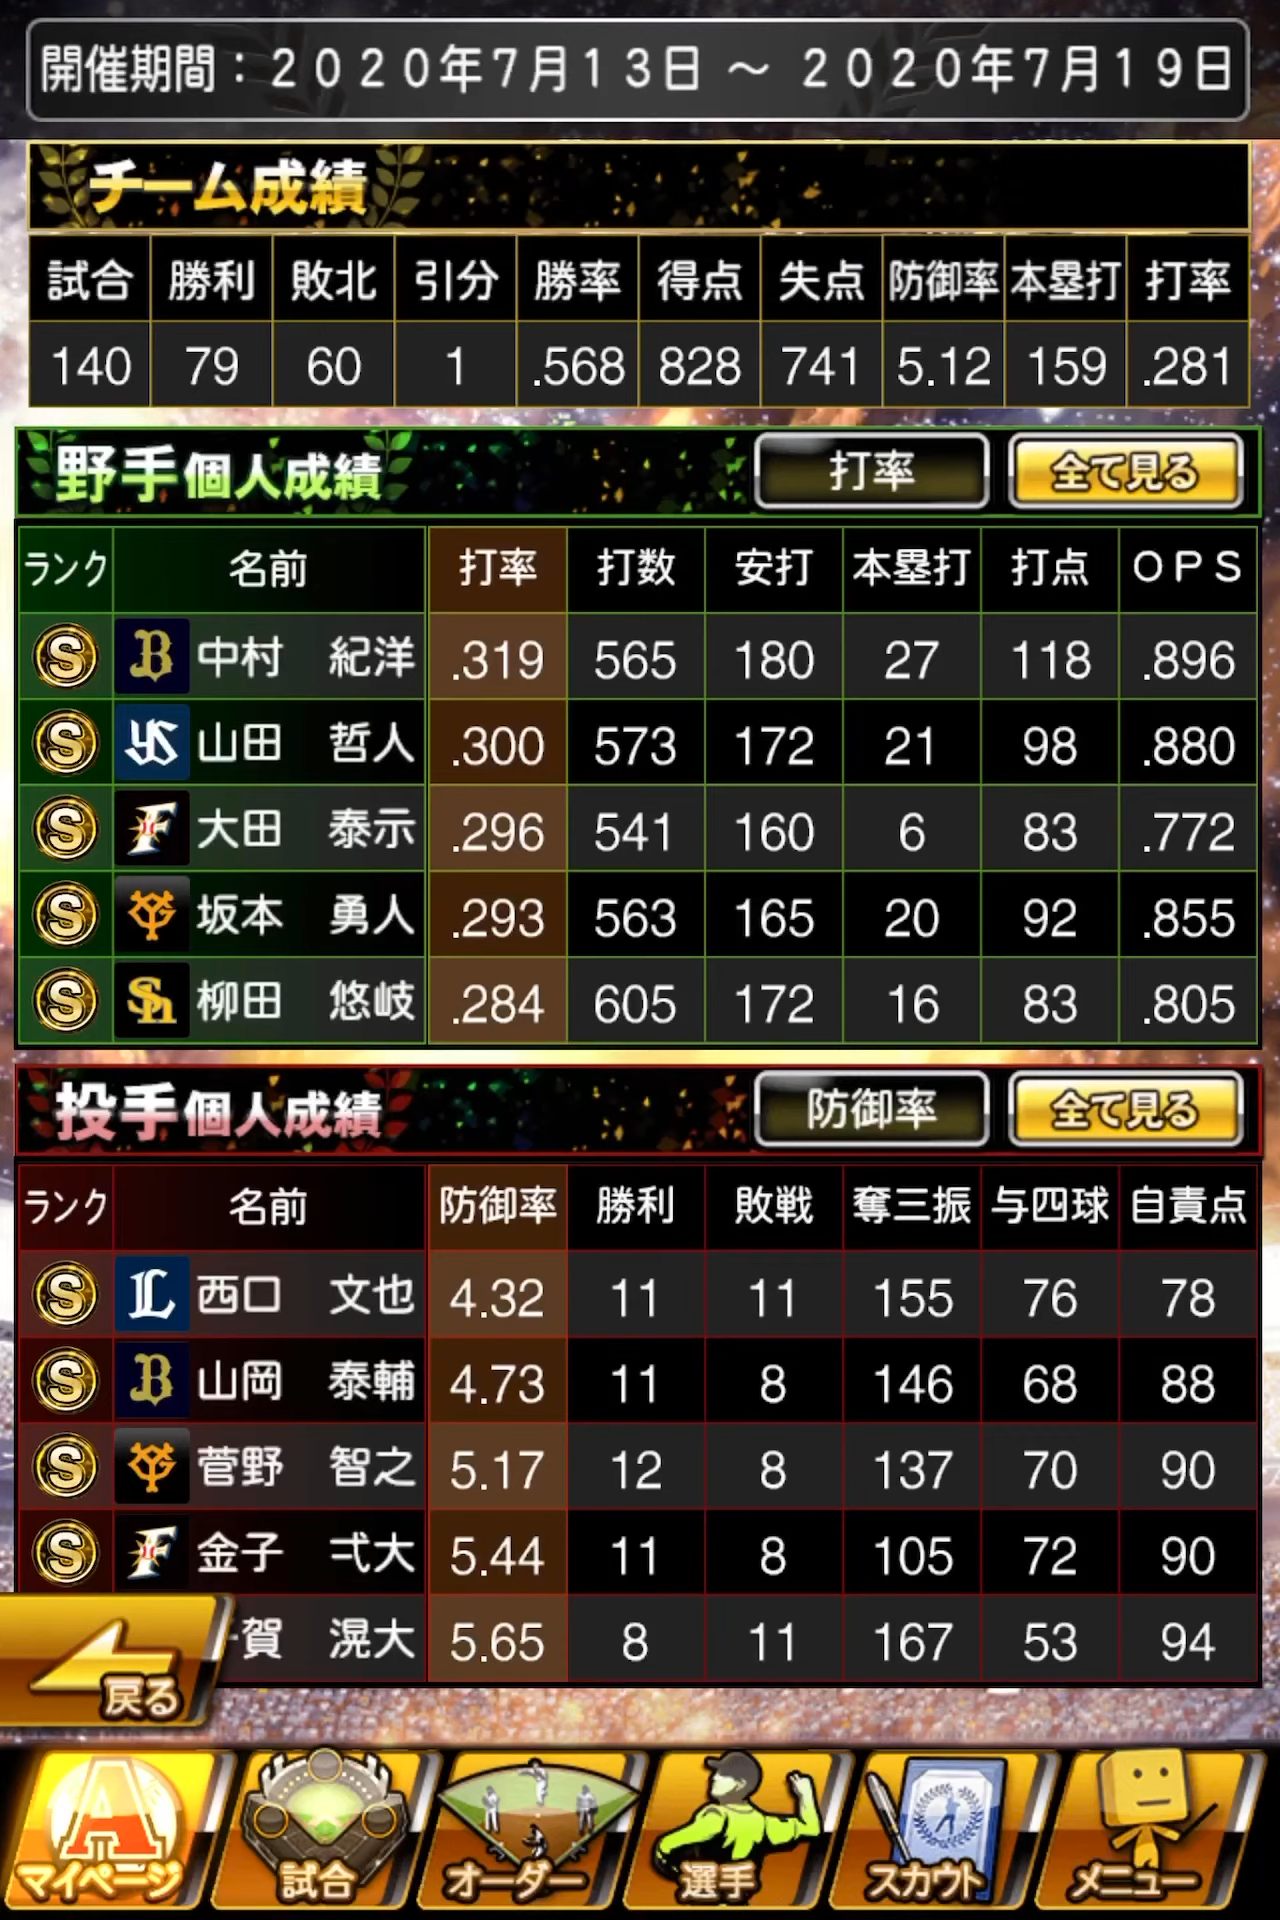 開催期間：２０２０年７月１３日 ～ ２０２０年７月１９日
チーム成績
試合 勝利 敗北 引分 勝率 得点 失点 防御率 本塁打 打率
140 79 60 1 .568 828 741 5.12 159 .281
野手個人成績 打率 全て見る
ランク 名前 打率 打数 安打 本塁打 打点 ＯＰＳ
S B 中村　紀洋 .319 565 180 27 118 .896
S YS 山田　哲人 .300 573 172 21 98 .880
S F 大田　泰示 .296 541 160 6 83 .772
S YG 坂本　勇人 .293 563 165 20 92 .855
S Sh 柳田　悠岐 .284 605 172 16 83 .805
投手個人成績 防御率 全て見る
ランク 名前 防御率 勝利 敗戦 奪三振 与四球 自責点
S L 西口　文也 4.32 11 11 155 76 78
S B 山岡　泰輔 4.73 11 8 146 68 88
S YG 菅野　智之 5.17 12 8 137 70 90
S F 金子　弌大 5.44 11 8 105 72 90
賀　滉大 5.65 8 11 167 53 94
戻る
マイページ 試合 オーダー 選手 スカウト メニュー